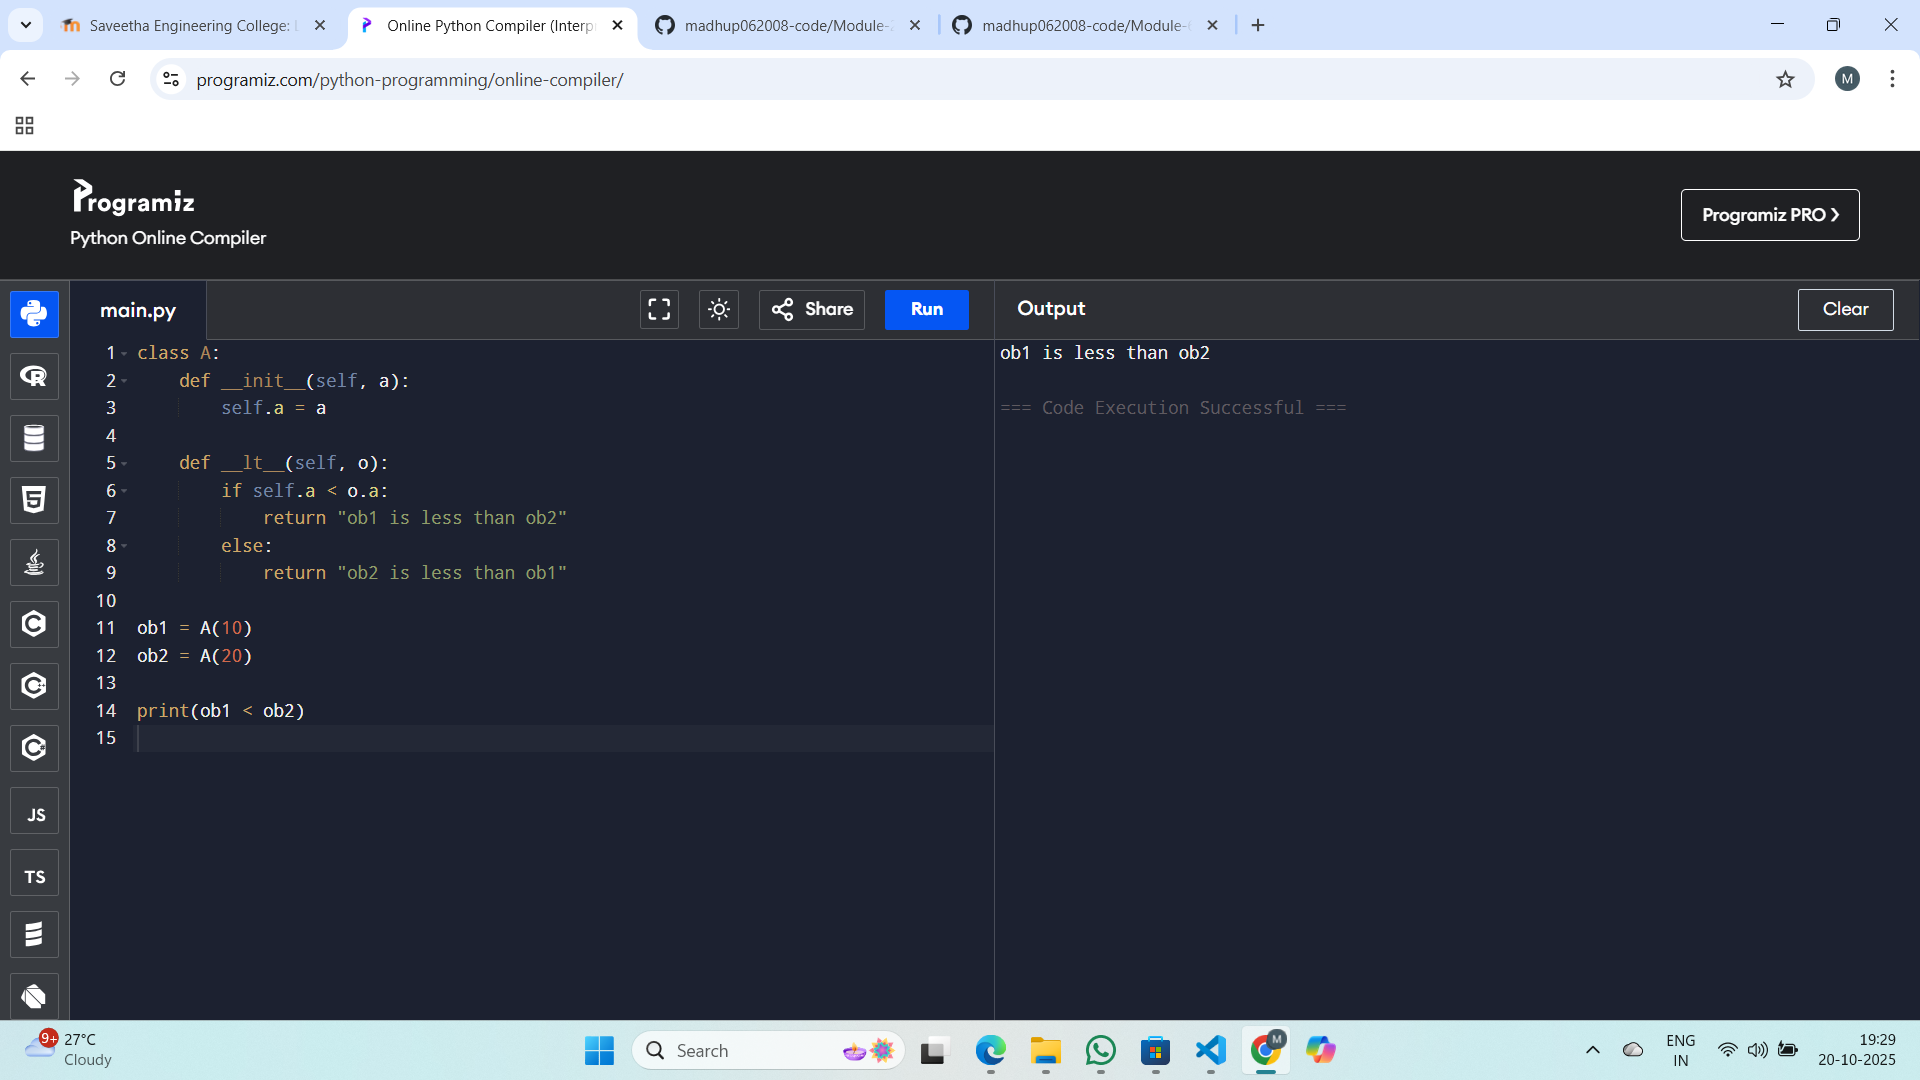 Saveetha Engineering College: L
Online Python Compiler (Interp
madhup062008-code/Module-
madhup062008-code/Module-
programiz.com/python-programming/online-compiler/
M
Programiz
Python Online Compiler
Programiz PRO
main.py
Share
Run
Output
Clear
1 class A:
2     def __init__(self, a):
3         self.a = a
4
5     def __lt__(self, o):
6         if self.a < o.a:
7             return "ob1 is less than ob2"
8         else:
9             return "ob2 is less than ob1"
10
11 ob1 = A(10)
12 ob2 = A(20)
13
14 print(ob1 < ob2)
15
ob1 is less than ob2
=== Code Execution Successful ===
R
5
C
C
C
JS
TS
9+
27°C
Cloudy
Search
M
ENG
IN
19:29
20-10-2025